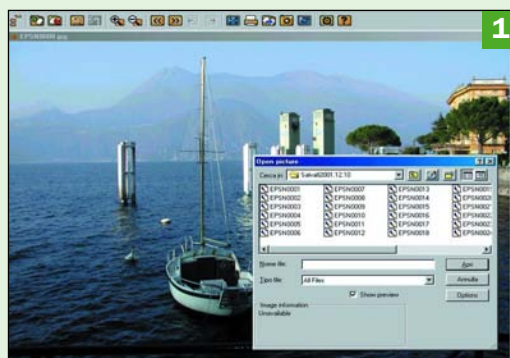 1
EPSN0009.jpg
Open picture
Cerca in: Salvati2001.12.10
EPSN0001 EPSN0007 EPSN0013
EPSN0002 EPSN0008 EPSN0014
EPSN0003 EPSN0009 EPSN0015
EPSN0004 EPSN0010 EPSN0016
EPSN0005 EPSN0011 EPSN0017
EPSN0006 EPSN0012 EPSN0018
Nome file: Apri
Tipo file: All Files Annulla
Show preview Options
Image information
Unavailable